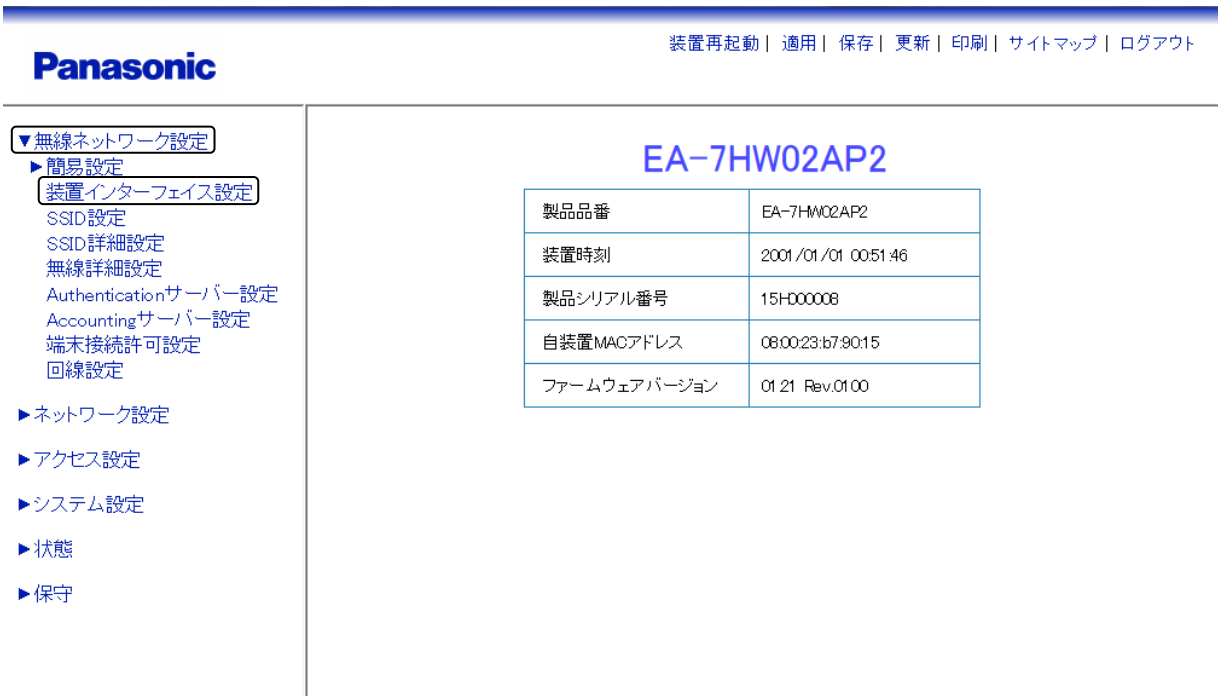 Panasonic
装置再起動| 適用| 保存| 更新| 印刷| サイトマップ| ログアウト
▼無線ネットワーク設定
▶簡易設定
装置インターフェイス設定
SSID設定
SSID詳細設定
無線詳細設定
Authenticationサーバー設定
Accountingサーバー設定
端末接続許可設定
回線設定
▶ネットワーク設定
▶アクセス設定
▶システム設定
▶状態
▶保守
EA-7HW02AP2
製品品番 EA-7HW02AP2
装置時刻 2001/01/01 00:51:46
製品シリアル番号 15H000008
自装置MACアドレス 08:00:23:b7:90:15
ファームウェアバージョン 01.21 Rev.01.00